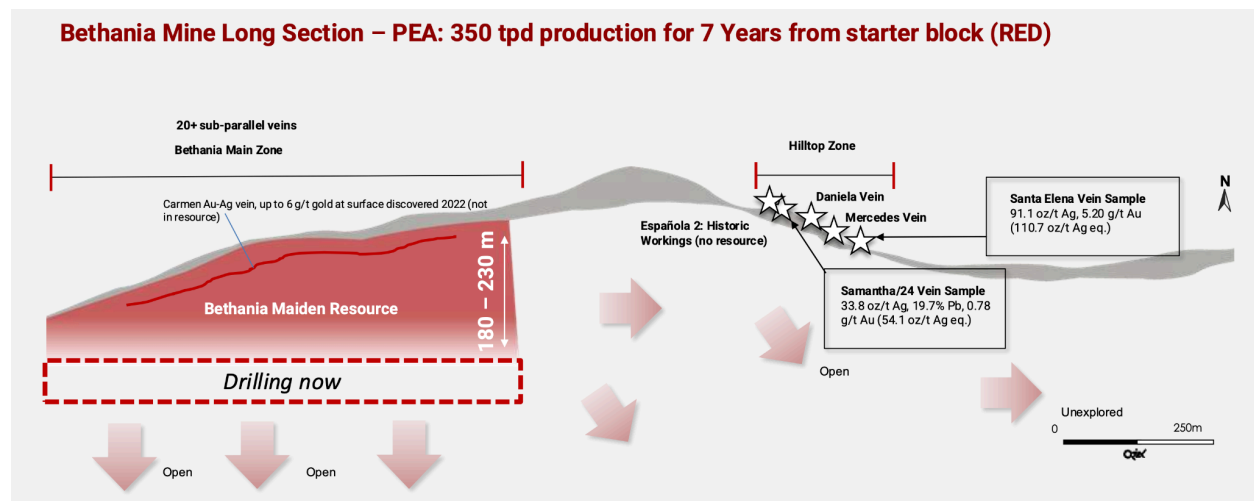 Bethania Mine Long Section – PEA: 350 tpd production for 7 Years from starter block (RED)
20+ sub-parallel veins
Bethania Main Zone
Carmen Au-Ag vein, up to 6 g/t gold at surface discovered 2022 (not
in resource)
Bethania Maiden Resource
180 – 230 m
Drilling now
Open
Open
Hilltop Zone
Daniela Vein
Mercedes Vein
Española 2: Historic
Workings (no resource)
Santa Elena Vein Sample
91.1 oz/t Ag, 5.20 g/t Au
(110.7 oz/t Ag eq.)
Samantha/24 Vein Sample
33.8 oz/t Ag, 19.7% Pb, 0.78
g/t Au (54.1 oz/t Ag eq.)
Open
N
Unexplored
0 250m